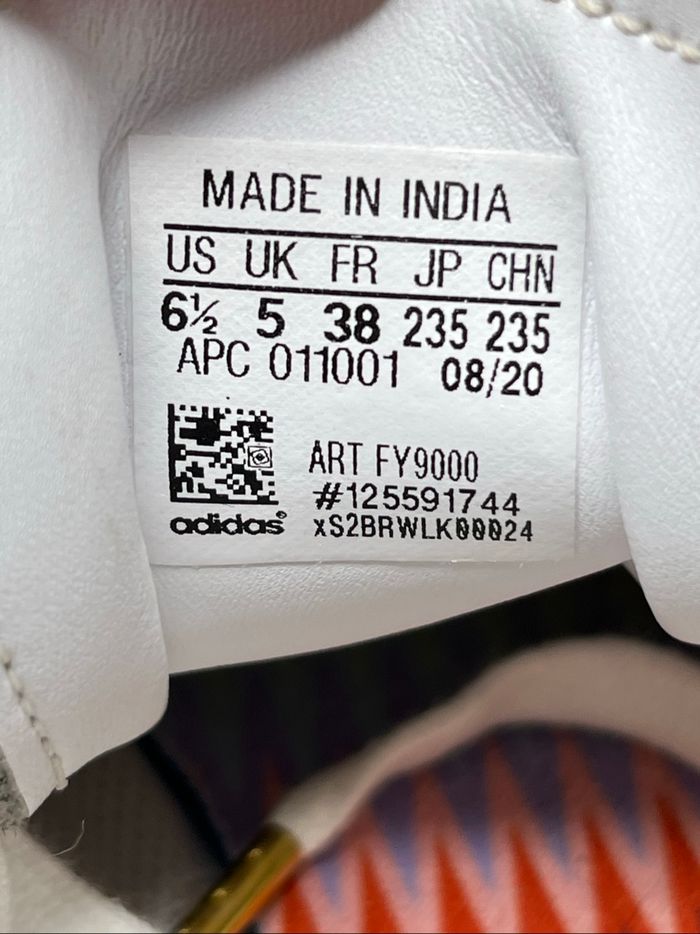 MADE IN INDIA
US UK FR JP CHN
6½ 5 38 235 235
APC 011001 08/20
ART FY9000
#125591744
adidas®
xS2BRWLK00024